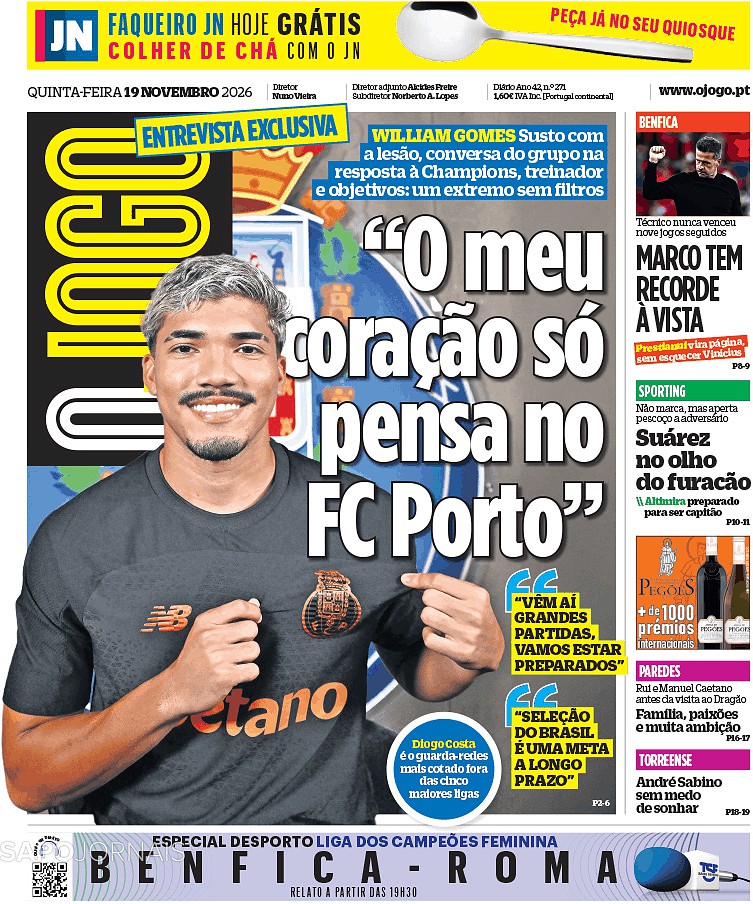 JN
FAQUEIRO JN HOJE GRÁTIS
COLHER DE CHÁ COM O JN
PEÇA JÁ NO SEU QUIOSQUE
QUINTA-FEIRA 19 NOVEMBRO 2026
Diretor
Nuno Vieira
Diretor adjunto Alcides Freire
Subdiretor Norberto A. Lopes
Diário Ano 42, n.º 271
1,60€ IVA Inc. (Portugal continental)
www.ojogo.pt
O JOGO
ENTREVISTA EXCLUSIVA
WILLIAM GOMES Susto com
a lesão, conversa do grupo na
resposta à Champions, treinador
e objetivos: um extremo sem filtros
“O meu
coração só
pensa no
FC Porto”
“VÊM AÍ
GRANDES
PARTIDAS,
VAMOS ESTAR
PREPARADOS”
“SELEÇÃO
DO BRASIL
É UMA META
A LONGO
PRAZO”
P2-6
Diogo Costa
é o guarda-redes
mais cotado fora
das cinco
maiores ligas
NB
etano
BENFICA
Técnico nunca venceu
nove jogos seguidos
MARCO TEM
RECORDE
À VISTA
Prestianni vira página,
sem esquecer Vinícius
P8-9
SPORTING
Não marca, mas aperta
pescoço a adversário
Suárez
no olho
do furacão
\\ Altimira preparado
para ser capitão
P10-11
PEGÕES
+ de 1000
prémios
internacionais
PEGÕES
PEGÕES
PAREDES
Rui e Manuel Caetano
antes da visita ao Dragão
Família, paixões
e muita ambição
P16-17
TORREENSE
André Sabino
sem medo
de sonhar
P18-19
SAPOJORNAIS
ESPECIAL DESPORTO LIGA DOS CAMPEÕES FEMININA
BENFICA - ROMA
RELATO A PARTIR DAS 19H30
TSF